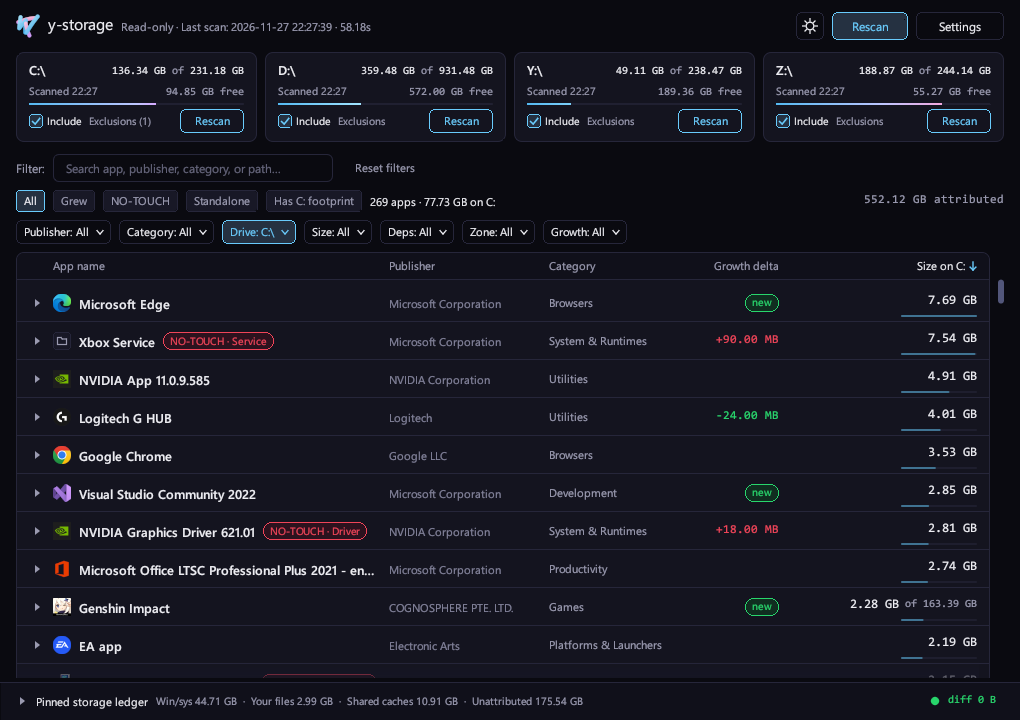 y-storage Read-only · Last scan: 2026-11-27 22:27:39 · 58.18s Rescan Settings
C:\ 136.34 GB of 231.18 GB
Scanned 22:27 94.85 GB free
Include Exclusions (1) Rescan
D:\ 359.48 GB of 931.48 GB
Scanned 22:27 572.00 GB free
Include Exclusions Rescan
Y:\ 49.11 GB of 238.47 GB
Scanned 22:27 189.36 GB free
Include Exclusions Rescan
Z:\ 188.87 GB of 244.14 GB
Scanned 22:27 55.27 GB free
Include Exclusions Rescan
Filter: Search app, publisher, category, or path... Reset filters
All Grew NO-TOUCH Standalone Has C: footprint 269 apps · 77.73 GB on C: 552.12 GB attributed
Publisher: All Category: All Drive: C:\ Size: All Deps: All Zone: All Growth: All
App name Publisher Category Growth delta Size on C: ↓
Microsoft Edge Microsoft Corporation Browsers new 7.69 GB
Xbox Service NO-TOUCH · Service Microsoft Corporation System & Runtimes +90.00 MB 7.54 GB
NVIDIA App 11.0.9.585 NVIDIA Corporation Utilities 4.91 GB
Logitech G HUB Logitech Utilities -24.00 MB 4.01 GB
Google Chrome Google LLC Browsers 3.53 GB
Visual Studio Community 2022 Microsoft Corporation Development new 2.85 GB
NVIDIA Graphics Driver 621.01 NO-TOUCH · Driver NVIDIA Corporation System & Runtimes +18.00 MB 2.81 GB
Microsoft Office LTSC Professional Plus 2021 - en... Microsoft Corporation Productivity 2.74 GB
Genshin Impact COGNOSPHERE PTE. LTD. Games new 2.28 GB of 163.39 GB
EA EA app Electronic Arts Platforms & Launchers 2.19 GB
Pinned storage ledger Win/sys 44.71 GB · Your files 2.99 GB · Shared caches 10.91 GB · Unattributed 175.54 GB diff 0 B